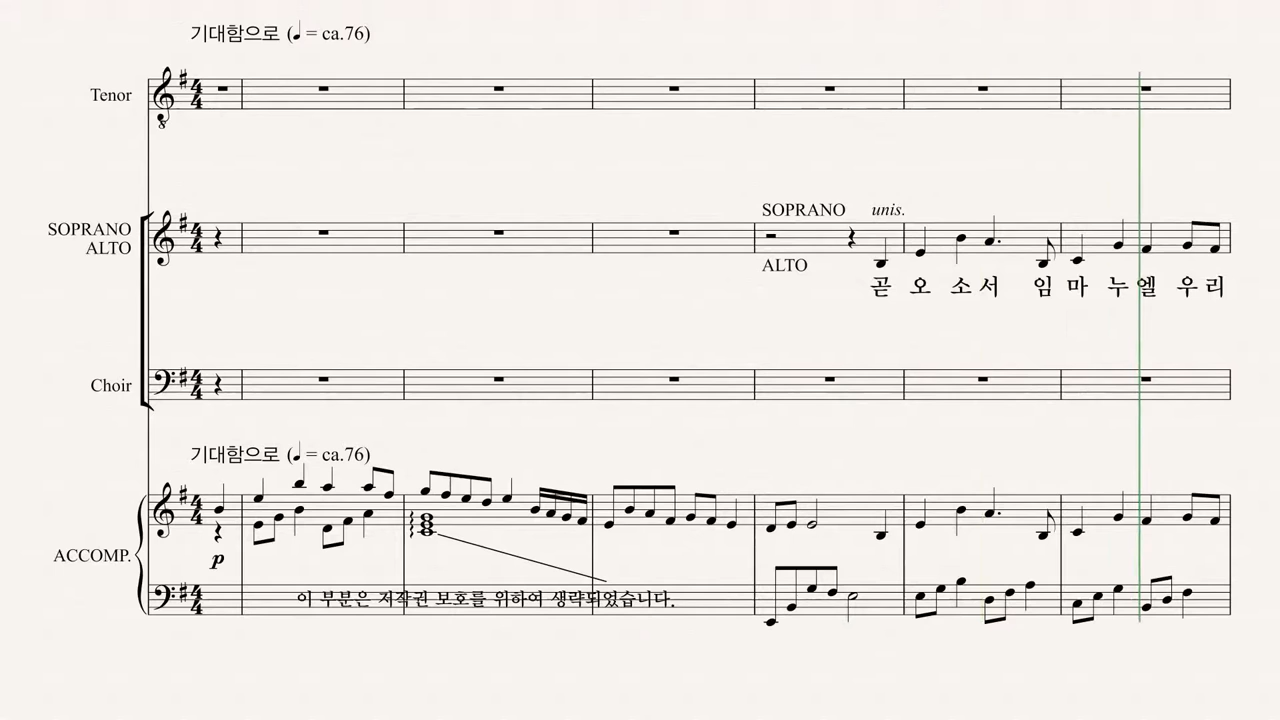 기대함으로 (♩ = ca.76)
Tenor
SOPRANO unis.
SOPRANO
ALTO
ALTO
곧 오 소 서 임 마 누 엘 우 리
Choir
기대함으로 (♩ = ca.76)
ACCOMP.
p
이 부분은 저작권 보호를 위하여 생략되었습니다.